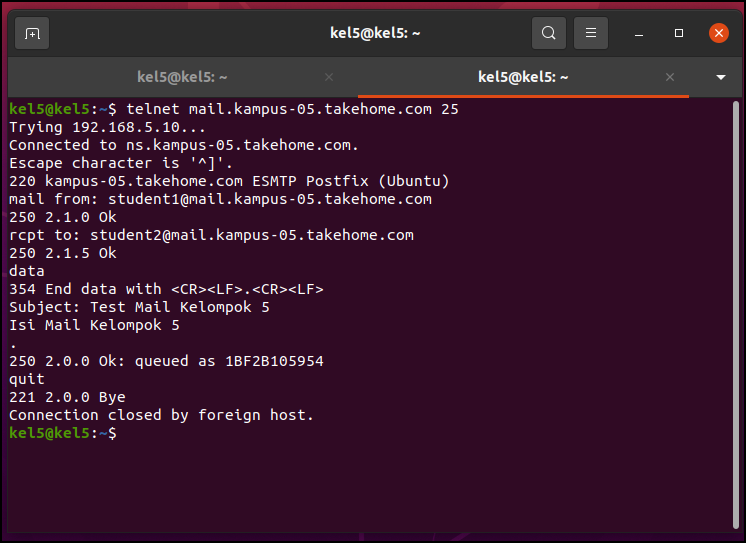 kel5@kel5: ~
kel5@kel5: ~
kel5@kel5: ~
kel5@kel5:~$ telnet mail.kampus-05.takehome.com 25
Trying 192.168.5.10...
Connected to ns.kampus-05.takehome.com.
Escape character is '^]'.
220 kampus-05.takehome.com ESMTP Postfix (Ubuntu)
mail from: student1@mail.kampus-05.takehome.com
250 2.1.0 Ok
rcpt to: student2@mail.kampus-05.takehome.com
250 2.1.5 Ok
data
354 End data with <CR><LF>.<CR><LF>
Subject: Test Mail Kelompok 5
Isi Mail Kelompok 5
.
250 2.0.0 Ok: queued as 1BF2B105954
quit
221 2.0.0 Bye
Connection closed by foreign host.
kel5@kel5:~$